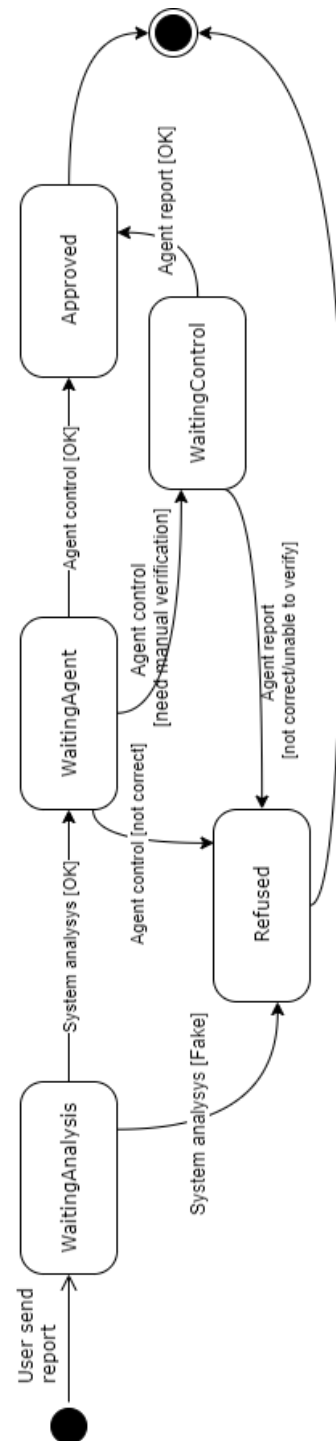 User send
report
WaitingAnalysis
System analysys [OK]
System analysys [Fake]
WaitingAgent
Agent control [not correct]
Agent control
[need manual verification]
Agent control [OK]
Refused
Agent report
[not correct/unable to verify]
WaitingControl
Agent report [OK]
Approved